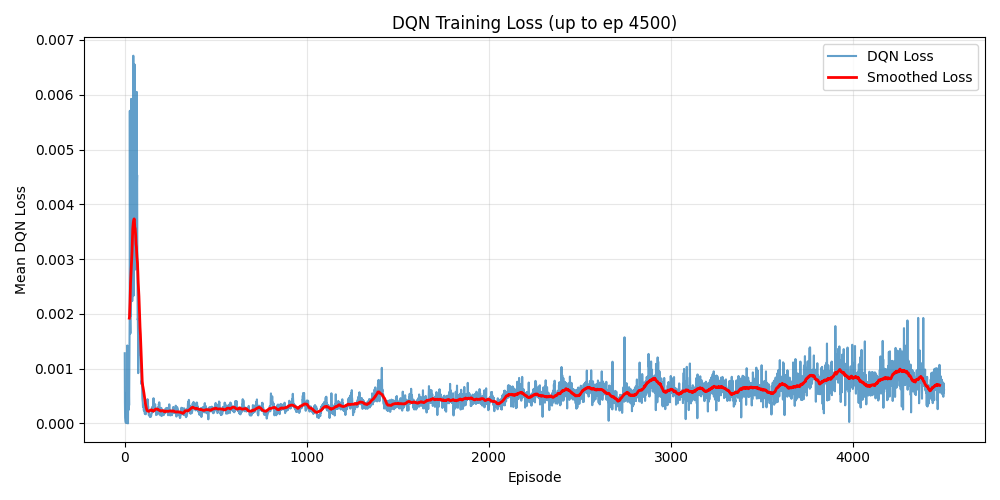 DQN Training Loss (up to ep 4500)
DQN Loss
Smoothed Loss
Mean DQN Loss
0.007
0.006
0.005
0.004
0.003
0.002
0.001
0.000
0 1000 2000 3000 4000
Episode